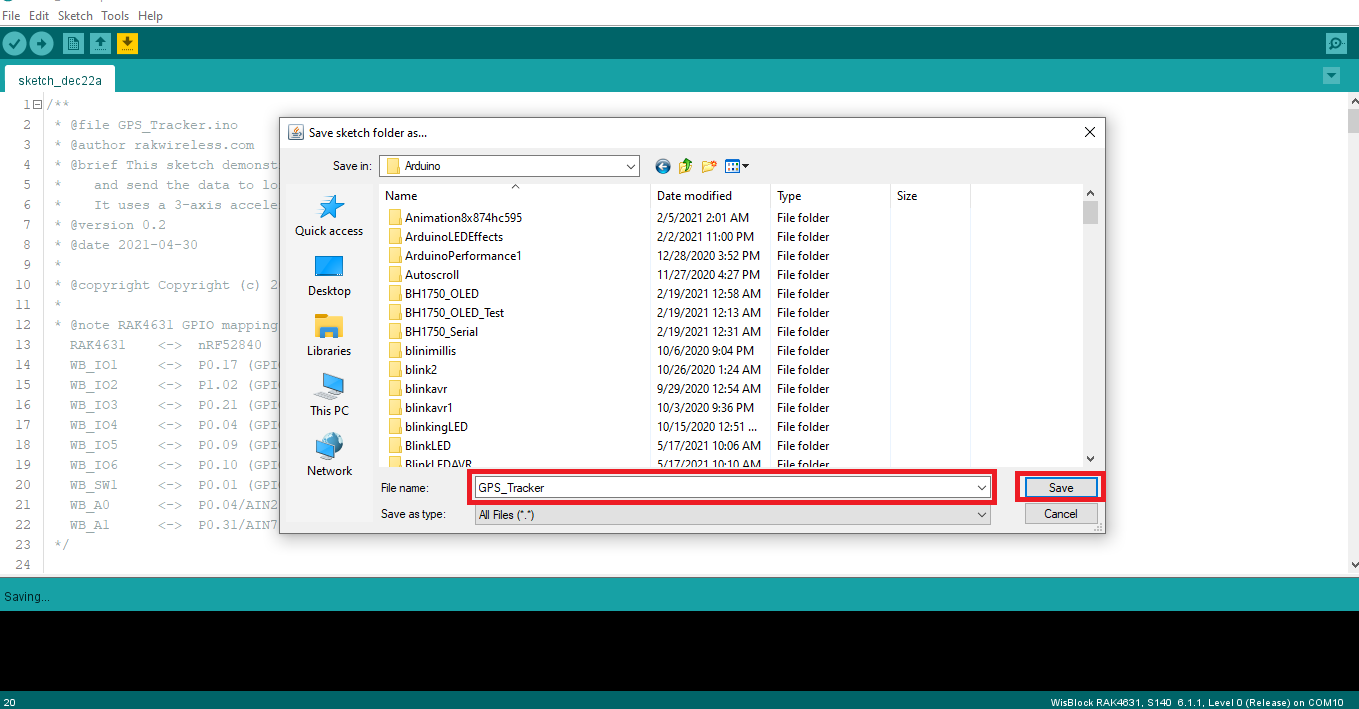 File Edit Sketch Tools Help
sketch_dec22a
1 /**
2 * @file GPS_Tracker.ino
3 * @author rakwireless.com
4 * @brief This sketch demonst
5 * and send the data to lo
6 * It uses a 3-axis accele
7 * @version 0.2
8 * @date 2021-04-30
9 *
10 * @copyright Copyright (c) 2
11 *
12 * @note RAK4631 GPIO mapping
13 RAK4631 <-> nRF52840
14 WB_IO1 <-> P0.17 (GPI
15 WB_IO2 <-> P1.02 (GPI
16 WB_IO3 <-> P0.21 (GPI
17 WB_IO4 <-> P0.04 (GPI
18 WB_IO5 <-> P0.09 (GPI
19 WB_IO6 <-> P0.10 (GPI
20 WB_SW1 <-> P0.01 (GPI
21 WB_A0 <-> P0.04/AIN2
22 WB_A1 <-> P0.31/AIN7
23 */
24
Save sketch folder as...
Save in: Arduino
Quick access
Desktop
Libraries
This PC
Network
Name Date modified Type Size
Animation8x874hc595 2/5/2021 2:01 AM File folder
ArduinoLEDEffects 2/2/2021 11:00 PM File folder
ArduinoPerformance1 12/28/2020 3:52 PM File folder
Autoscroll 11/27/2020 4:27 PM File folder
BH1750_OLED 2/19/2021 12:58 AM File folder
BH1750_OLED_Test 2/19/2021 12:13 AM File folder
BH1750_Serial 2/19/2021 12:31 AM File folder
blinimillis 10/6/2020 9:04 PM File folder
blink2 10/26/2020 1:24 AM File folder
blinkavr 9/29/2020 12:54 AM File folder
blinkavr1 10/3/2020 9:36 PM File folder
blinkingLED 10/15/2020 12:51 ... File folder
BlinkLED 5/17/2021 10:06 AM File folder
BlinkLEDAVR 5/17/2021 10:10 AM File folder
File name: GPS_Tracker Save
Save as type: All Files (*.*) Cancel
Saving...
20 WisBlock RAK4631, S140 6.1.1, Level 0 (Release) on COM10